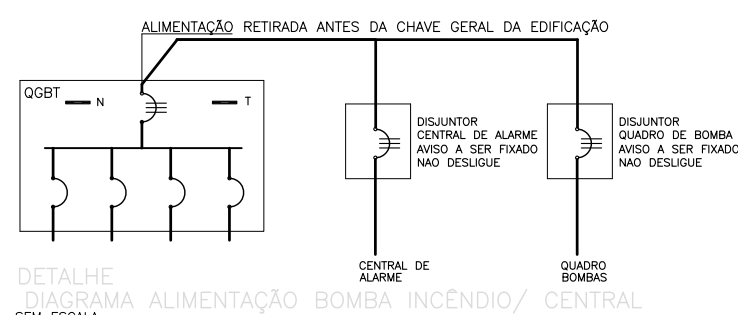 ALIMENTAÇÃO RETIRADA ANTES DA CHAVE GERAL DA EDIFICAÇÃO
QGBT
N
T
DISJUNTOR
CENTRAL DE ALARME
AVISO A SER FIXADO
NAO DESLIGUE
DISJUNTOR
QUADRO DE BOMBA
AVISO A SER FIXADO
NAO DESLIGUE
CENTRAL DE
ALARME
QUADRO
BOMBAS
DETALHE
DIAGRAMA ALIMENTAÇÃO BOMBA INCÊNDIO/ CENTRAL
SEM ESCALA